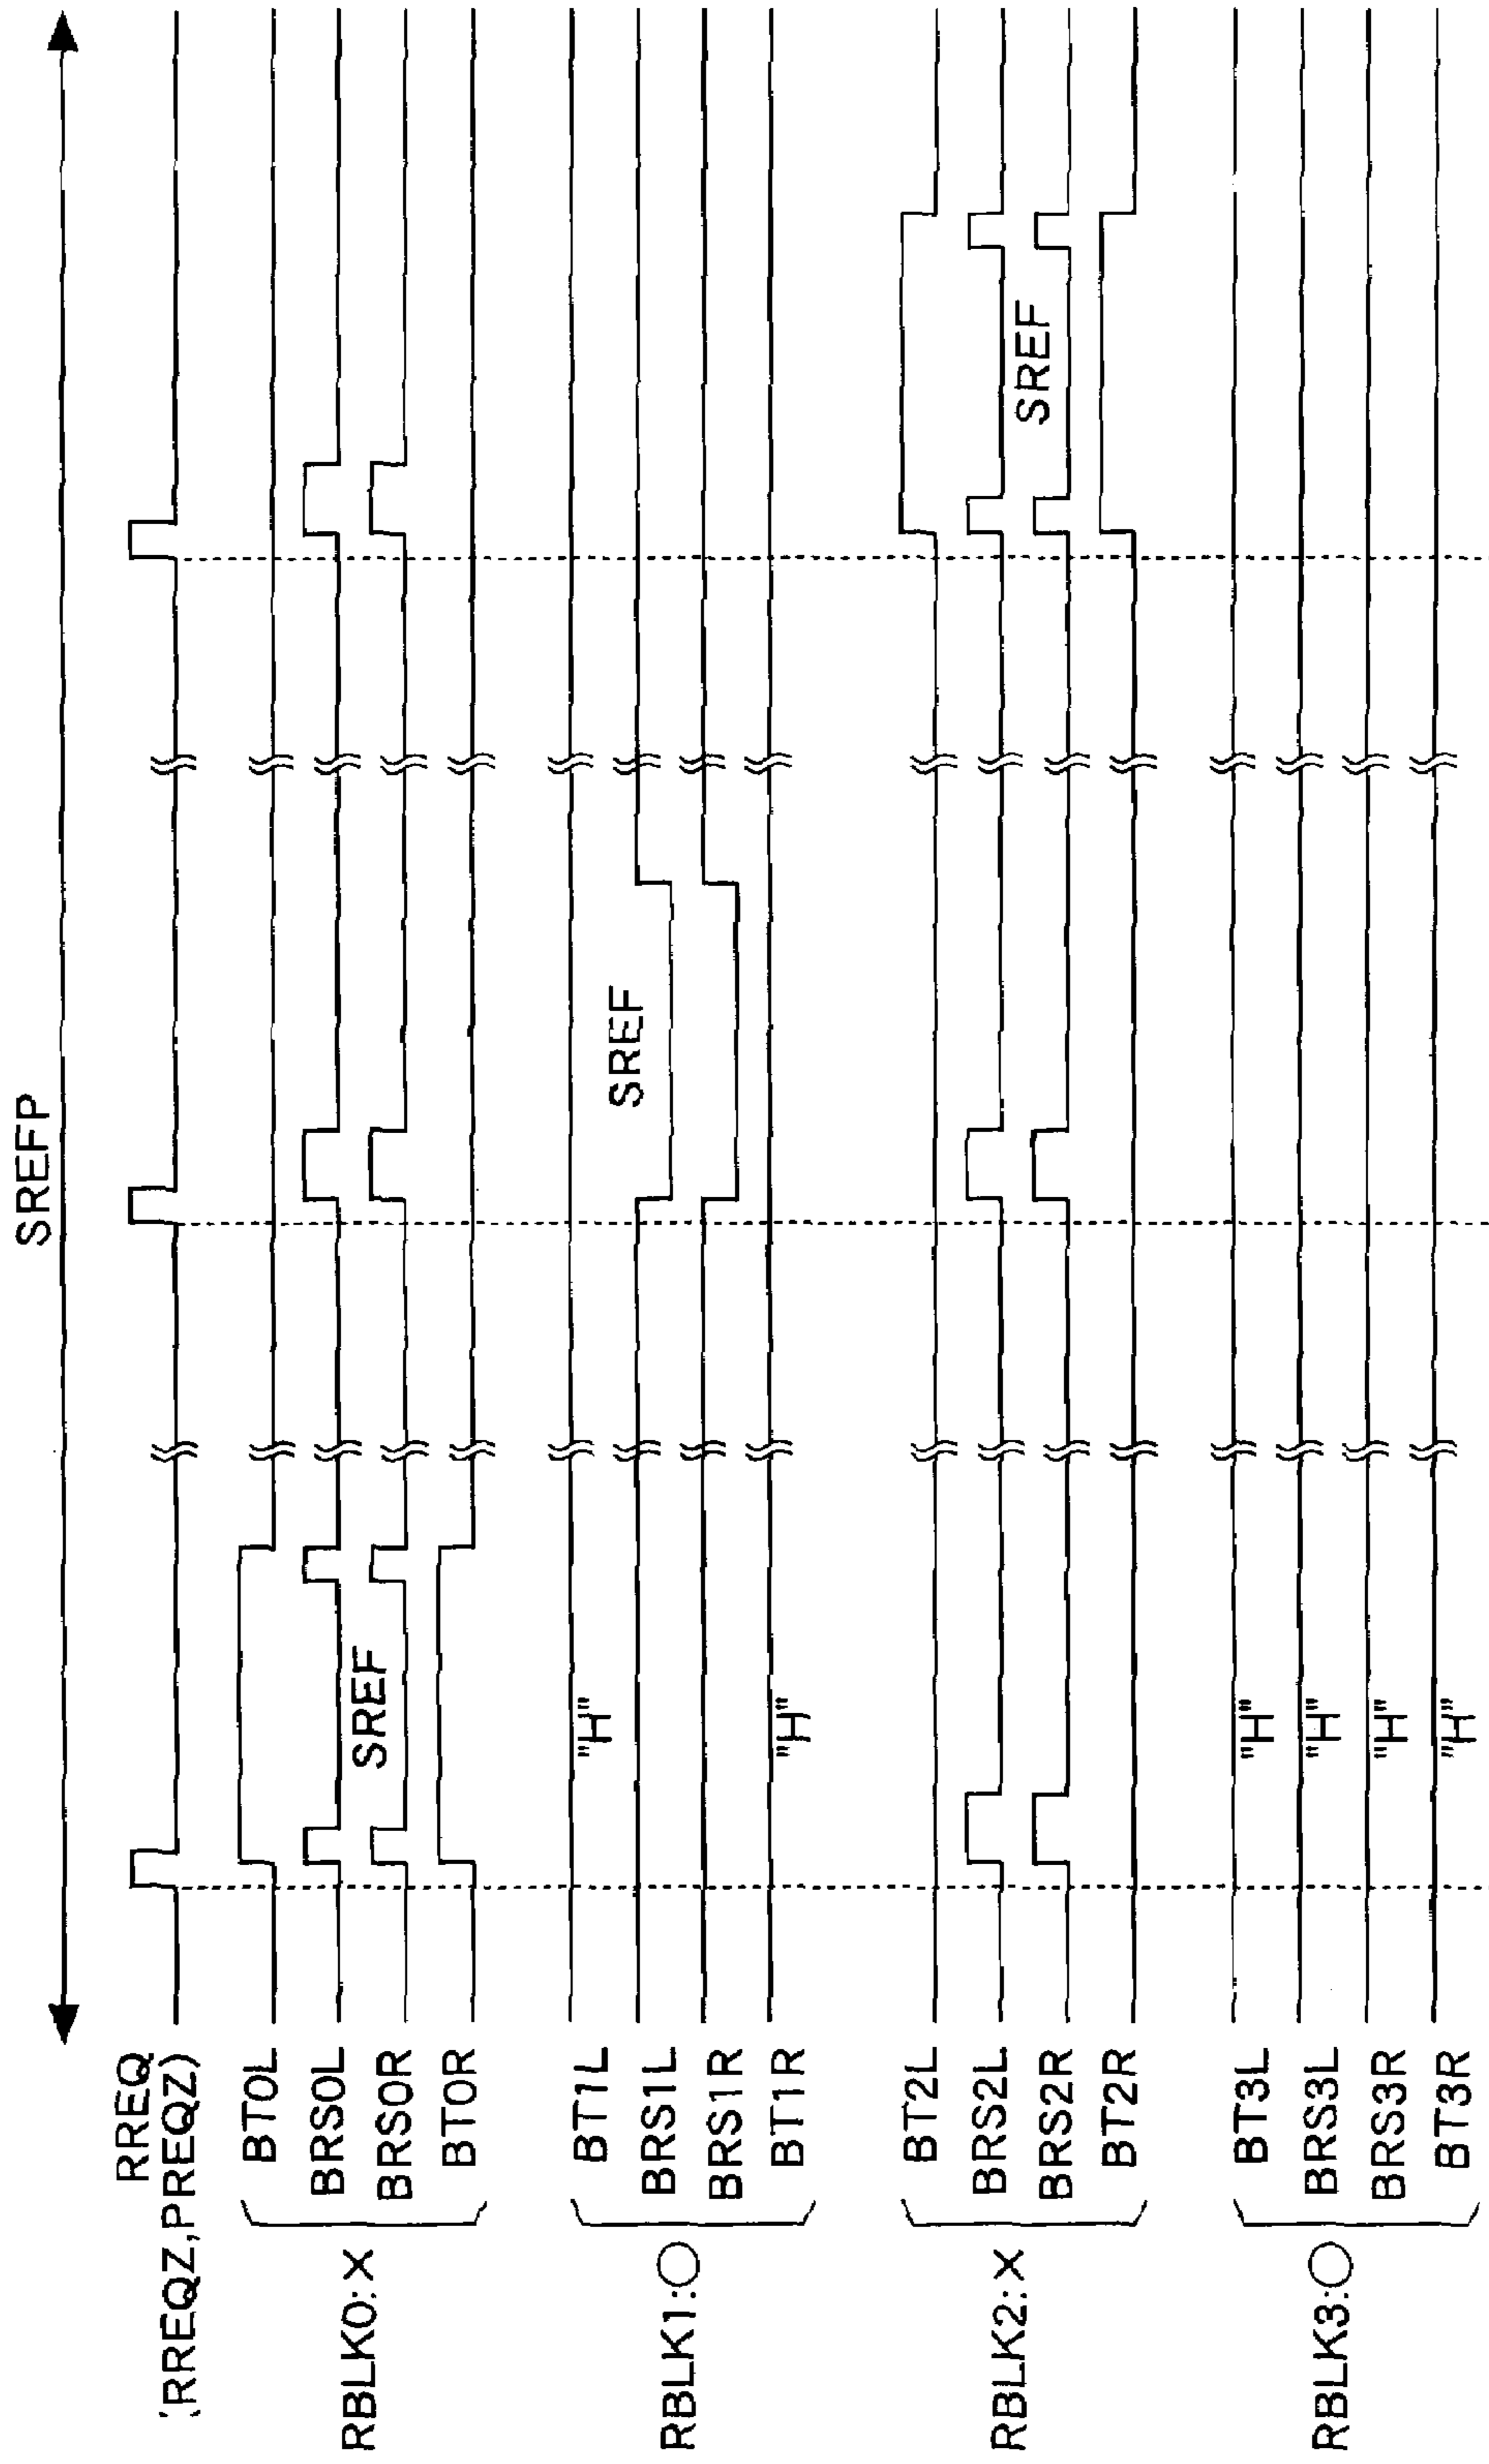 SREFP
RREQ
(RREQZ,PREQZ)
RBLK0:×
BT0L
BRS0L
SREF
BRS0R
BT0R
RBLK1:○
BT1L
"H"
BRS1L
SREF
BRS1R
BT1R
"H"
RBLK2:×
BT2L
BRS2L
SREF
BRS2R
BT2R
RBLK3:○
BT3L
"H"
BRS3L
"H"
BRS3R
"H"
BT3R
"H"